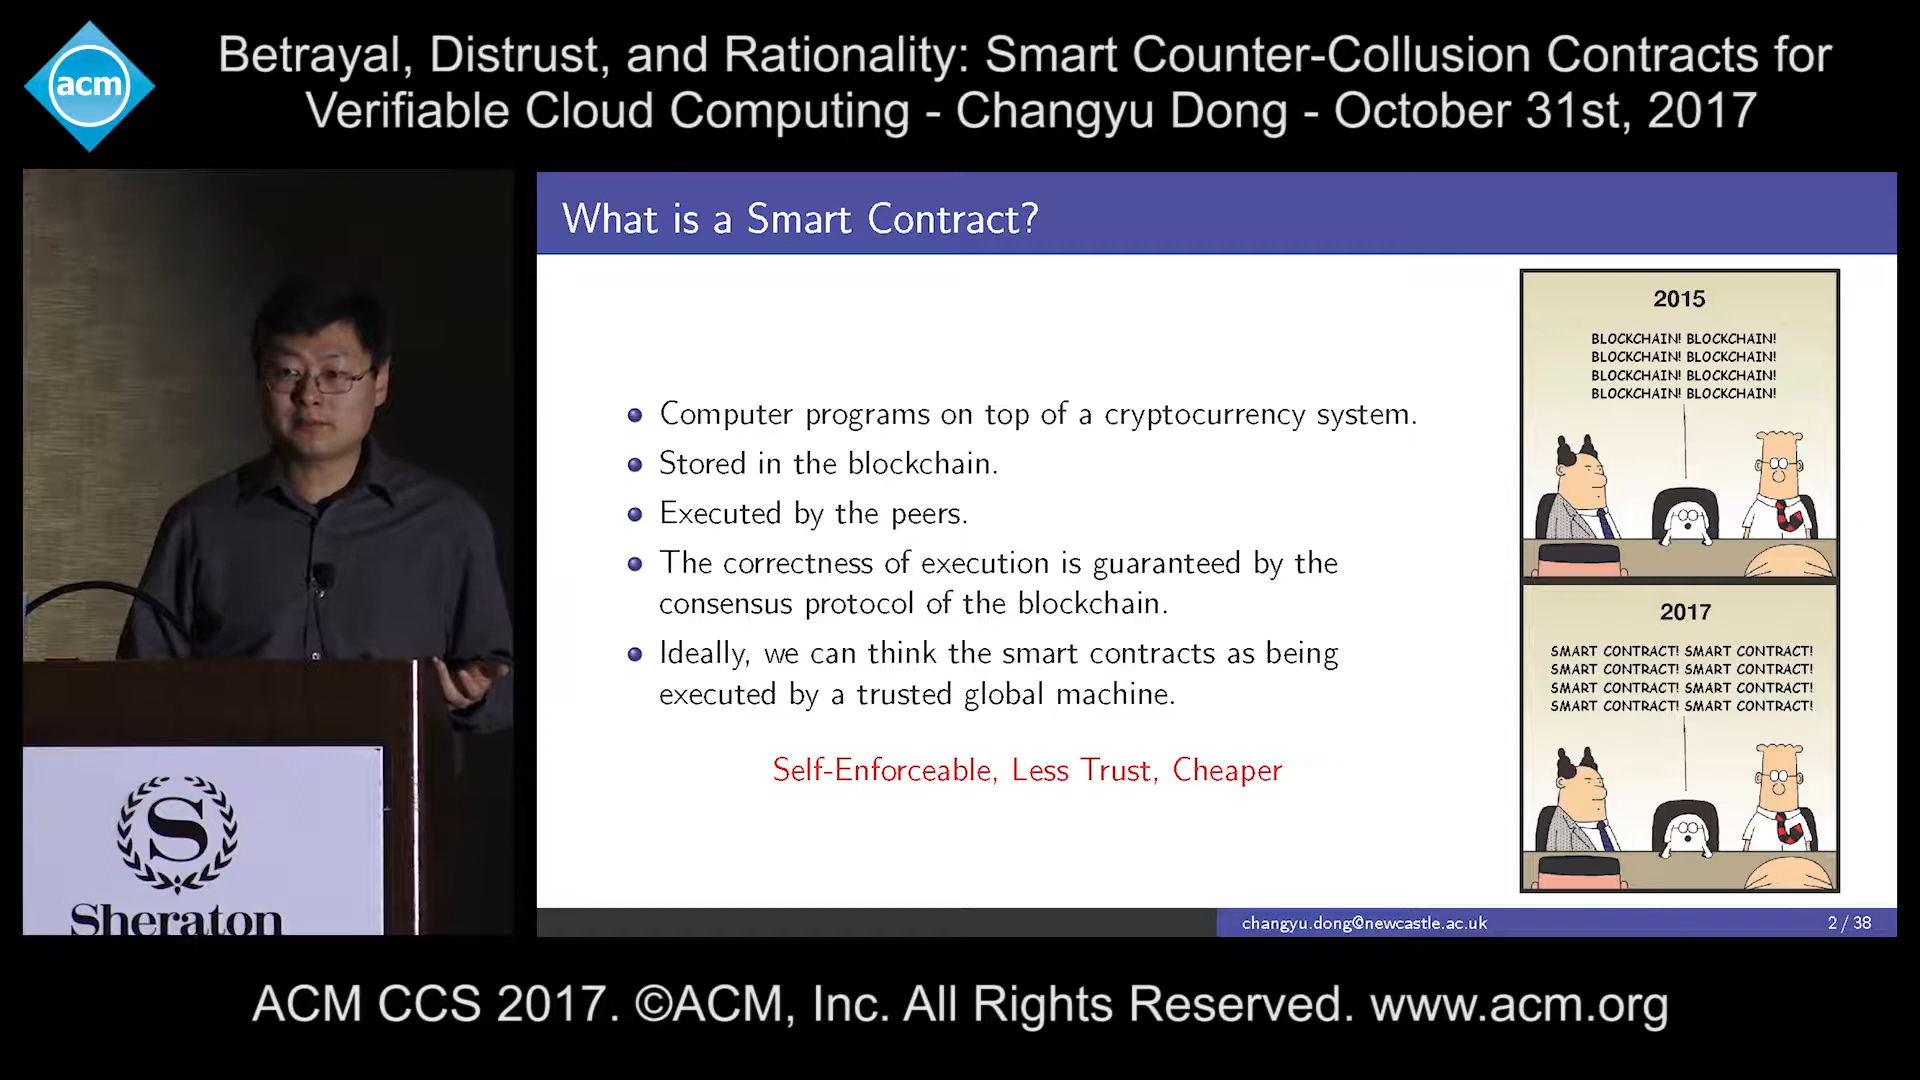 acm
Betrayal, Distrust, and Rationality: Smart Counter-Collusion Contracts for
Verifiable Cloud Computing - Changyu Dong - October 31st, 2017
What is a Smart Contract?
Computer programs on top of a cryptocurrency system.
Stored in the blockchain.
Executed by the peers.
The correctness of execution is guaranteed by the
consensus protocol of the blockchain.
Ideally, we can think the smart contracts as being
executed by a trusted global machine.
Self-Enforceable, Less Trust, Cheaper
2015
BLOCKCHAIN! BLOCKCHAIN!
BLOCKCHAIN! BLOCKCHAIN!
BLOCKCHAIN! BLOCKCHAIN!
BLOCKCHAIN! BLOCKCHAIN!
2017
SMART CONTRACT! SMART CONTRACT!
SMART CONTRACT! SMART CONTRACT!
SMART CONTRACT! SMART CONTRACT!
SMART CONTRACT! SMART CONTRACT!
changyu.dong@newcastle.ac.uk
2 / 38
S
Sheraton
ACM CCS 2017. ©ACM, Inc. All Rights Reserved. www.acm.org